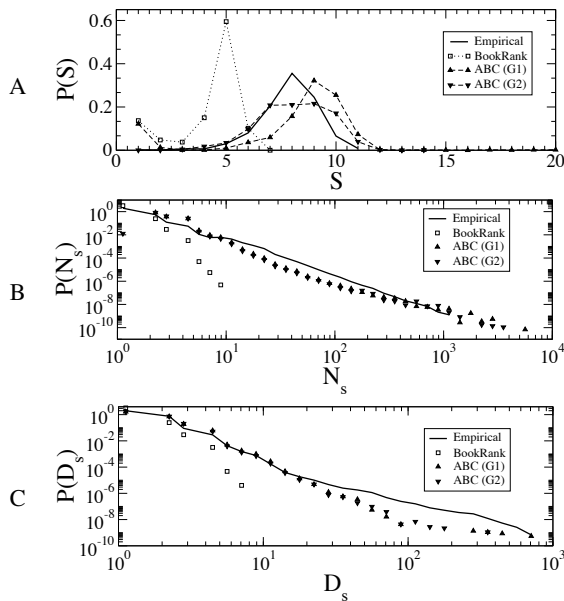 A
P(S)
0.6
0.4
0.2
0
0
5
10
15
20
S
Empirical
BookRank
ABC (G1)
ABC (G2)
B
P(N_s)
10^0
10^-2
10^-4
10^-6
10^-8
10^-10
10^0
10^1
10^2
10^3
10^4
N_s
Empirical
BookRank
ABC (G1)
ABC (G2)
C
P(D_s)
10^0
10^-2
10^-4
10^-6
10^-8
10^-10
10^0
10^1
10^2
10^3
D_s
Empirical
BookRank
ABC (G1)
ABC (G2)